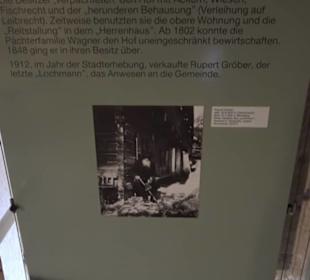 Die Besitzer „verpachteten“ den Hof mit Äckern, Wiesen,
Fischrecht und der „herunderen Behausung“ (Verleihung auf
Leibrecht). Zeitweise benutzten sie die obere Wohnung und die
„Reitstallung“ in dem „Herrenhaus“. Ab 1802 konnte die
Pächterfamilie Wagner den Hof uneingeschränkt bewirtschaften.
1848 ging er in ihren Besitz über.
1912, im Jahr der Stadterhebung, verkaufte Rupert Gröber, der
letzte „Lochmann“, das Anwesen an die Gemeinde.